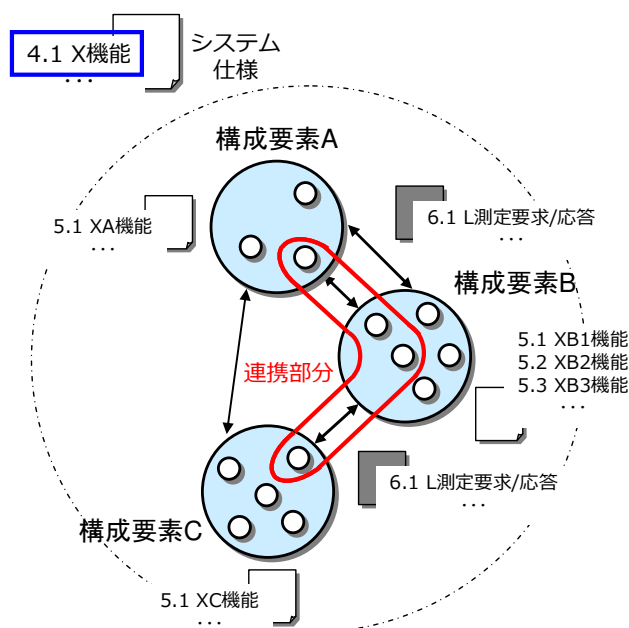 4.1 X機能
...
システム
仕様
構成要素A
5.1 XA機能
...
6.1 L測定要求/応答
...
構成要素B
5.1 XB1機能
5.2 XB2機能
5.3 XB3機能
...
連携部分
6.1 L測定要求/応答
...
構成要素C
5.1 XC機能
...